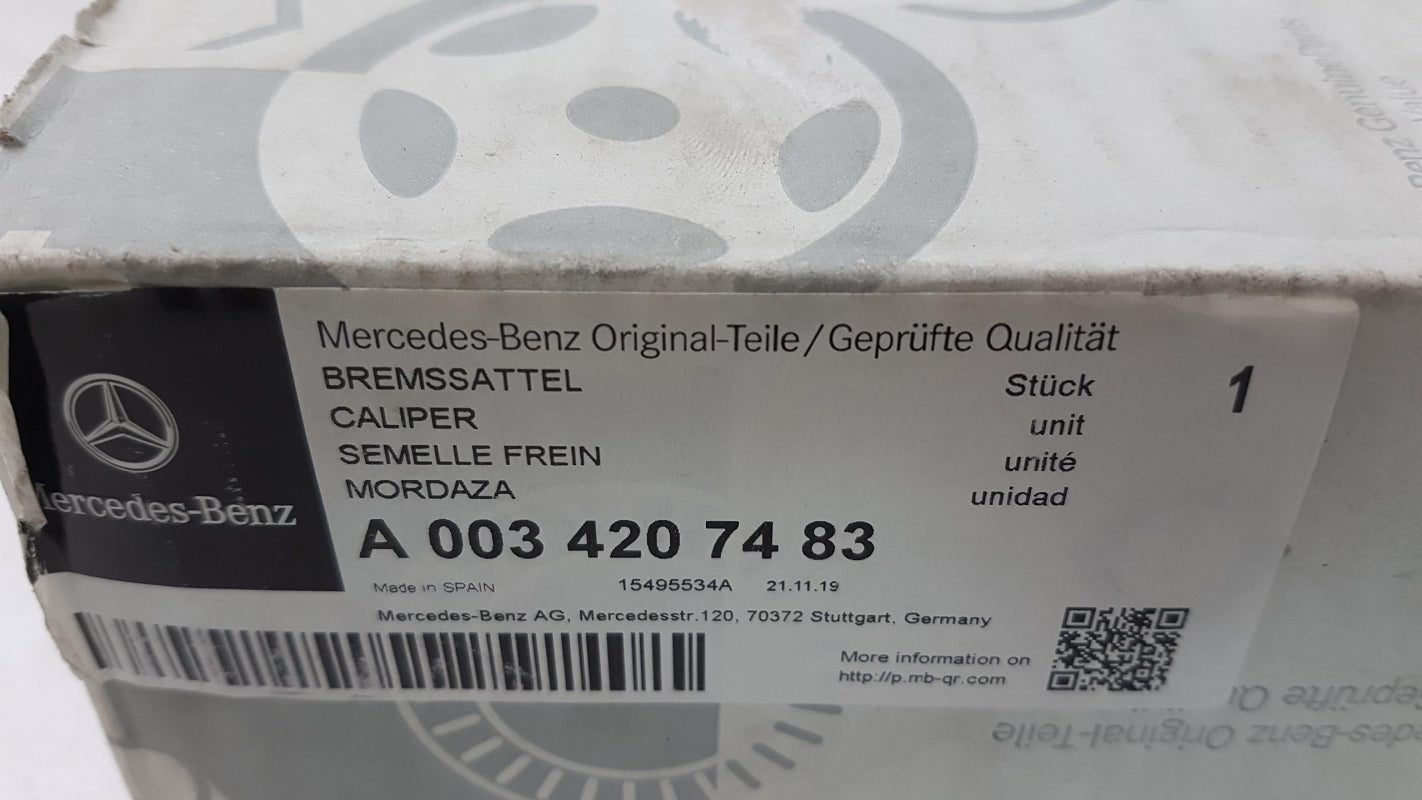 Mercedes-Benz Original-Teile/Geprüfte Qualität
BREMSSATTEL Stück 1
CALIPER unit
SEMELLE FREIN unité
MORDAZA unidad
Mercedes-Benz
A 003 420 74 83
Made in SPAIN 15495534A 21.11.19
Mercedes-Benz AG, Mercedesstr.120, 70372 Stuttgart, Germany
More information on
http://p.mb-qr.com